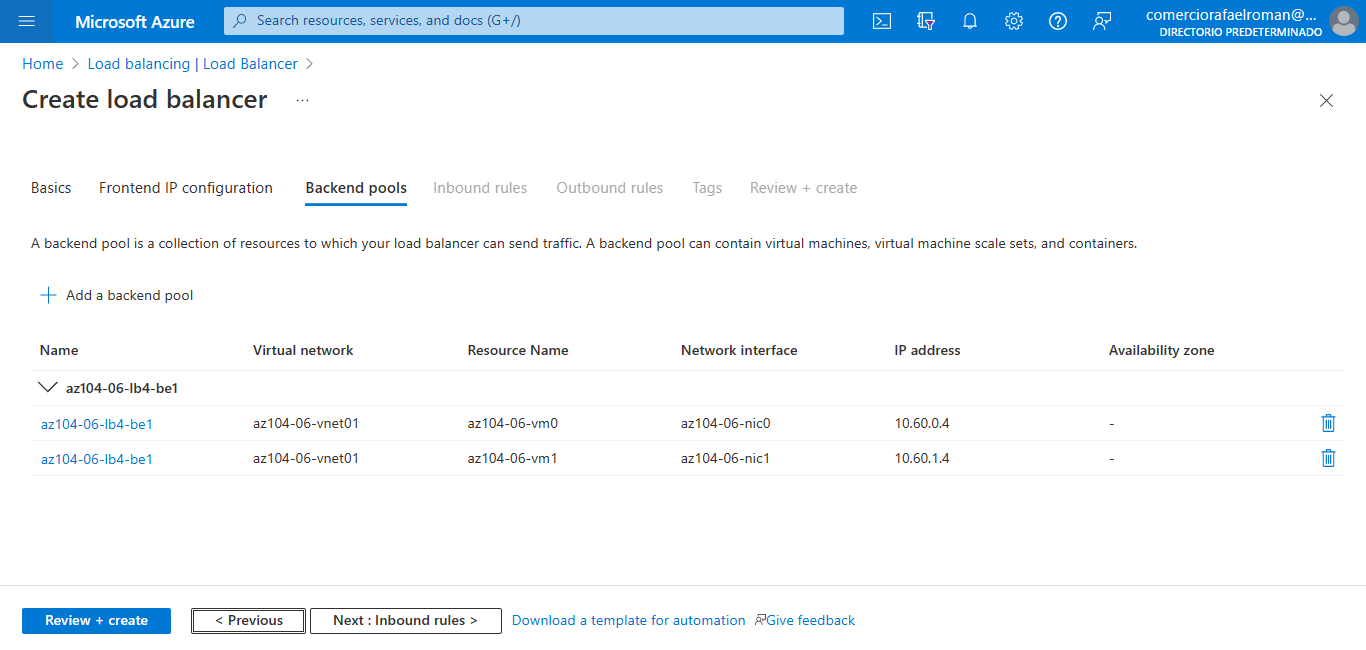 Microsoft Azure
Search resources, services, and docs (G+/)
comerciorafaelroman@...
DIRECTORIO PREDETERMINADO
Home > Load balancing | Load Balancer >
Create load balancer ...
Basics Frontend IP configuration Backend pools Inbound rules Outbound rules Tags Review + create
A backend pool is a collection of resources to which your load balancer can send traffic. A backend pool can contain virtual machines, virtual machine scale sets, and containers.
+ Add a backend pool
Name Virtual network Resource Name Network interface IP address Availability zone
az104-06-lb4-be1
az104-06-lb4-be1 az104-06-vnet01 az104-06-vm0 az104-06-nic0 10.60.0.4 -
az104-06-lb4-be1 az104-06-vnet01 az104-06-vm1 az104-06-nic1 10.60.1.4 -
Review + create < Previous Next : Inbound rules > Download a template for automation Give feedback